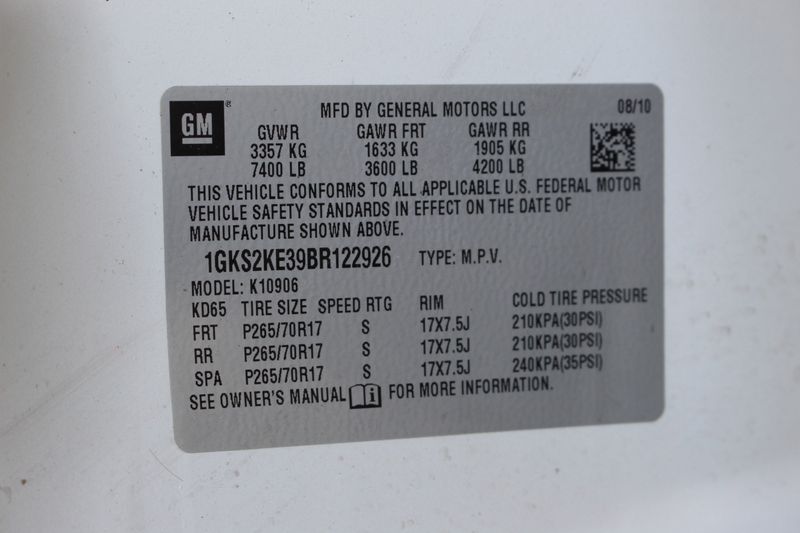 GM® MFD BY GENERAL MOTORS LLC 08/10
GVWR GAWR FRT GAWR RR
3357 KG 1633 KG 1905 KG
7400 LB 3600 LB 4200 LB
THIS VEHICLE CONFORMS TO ALL APPLICABLE U.S. FEDERAL MOTOR
VEHICLE SAFETY STANDARDS IN EFFECT ON THE DATE OF
MANUFACTURE SHOWN ABOVE.
1GKS2KE39BR122926 TYPE: M.P.V.
MODEL: K10906
KD65 TIRE SIZE SPEED RTG RIM COLD TIRE PRESSURE
FRT P265/70R17 S 17X7.5J 210KPA(30PSI)
RR P265/70R17 S 17X7.5J 210KPA(30PSI)
SPA P265/70R17 S 17X7.5J 240KPA(35PSI)
SEE OWNER'S MANUAL i FOR MORE INFORMATION.